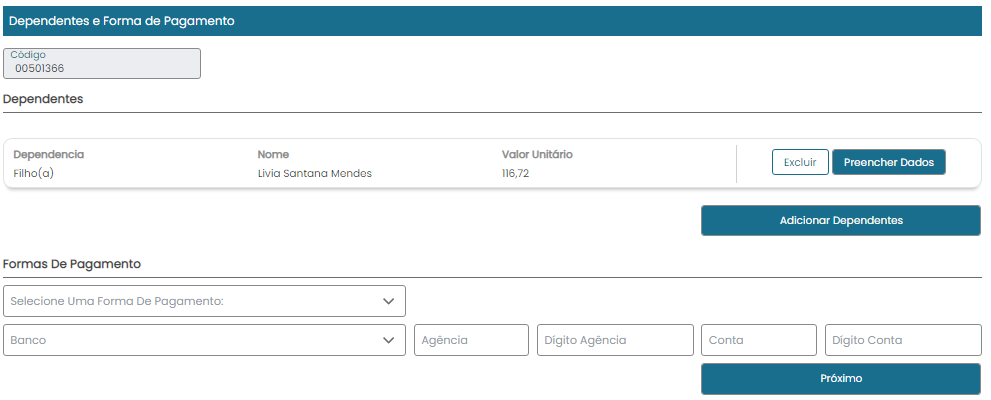 Dependentes e Forma de Pagamento
Código
00501366
Dependentes
Dependencia Nome Valor Unitário
Filho(a) Livia Santana Mendes 116,72
Excluir Preencher Dados
Adicionar Dependentes
Formas De Pagamento
Selecione Uma Forma De Pagamento:
Banco Agência Dígito Agência Conta Dígito Conta
Próximo